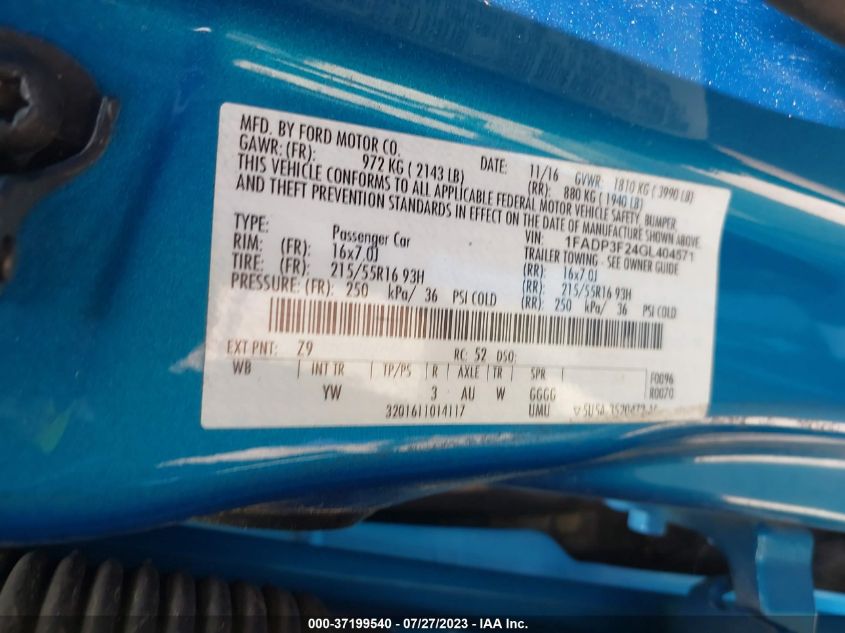 MFD. BY FORD MOTOR CO.
DATE: 11/16 GVWR: 1810 KG ( 3990 LB)
GAWR: (FR): 972 KG ( 2143 LB) (RR): 880 KG ( 1940 LB)
THIS VEHICLE CONFORMS TO ALL APPLICABLE FEDERAL MOTOR VEHICLE SAFETY, BUMPER,
AND THEFT PREVENTION STANDARDS IN EFFECT ON THE DATE OF MANUFACTURE SHOWN ABOVE.
VIN: 1FADP3F24GL404571
TYPE: Passenger Car TRAILER TOWING - SEE OWNER GUIDE
RIM: (FR): 16x7.0J (RR): 16x7.0J
TIRE: (FR): 215/55R16 93H (RR): 215/55R16 93H
PRESSURE: (FR): 250 kPa/ 36 PSI COLD (RR): 250 kPa/ 36 PSI COLD
EXT PNT: Z9 RC: 52 DSO:
WB INT TR TP/PS R AXLE TR SPR F0096
YW 3 AU W GGGG R0070
3201611014117 UMU
000-37199540 - 07/27/2023 - IAA Inc.